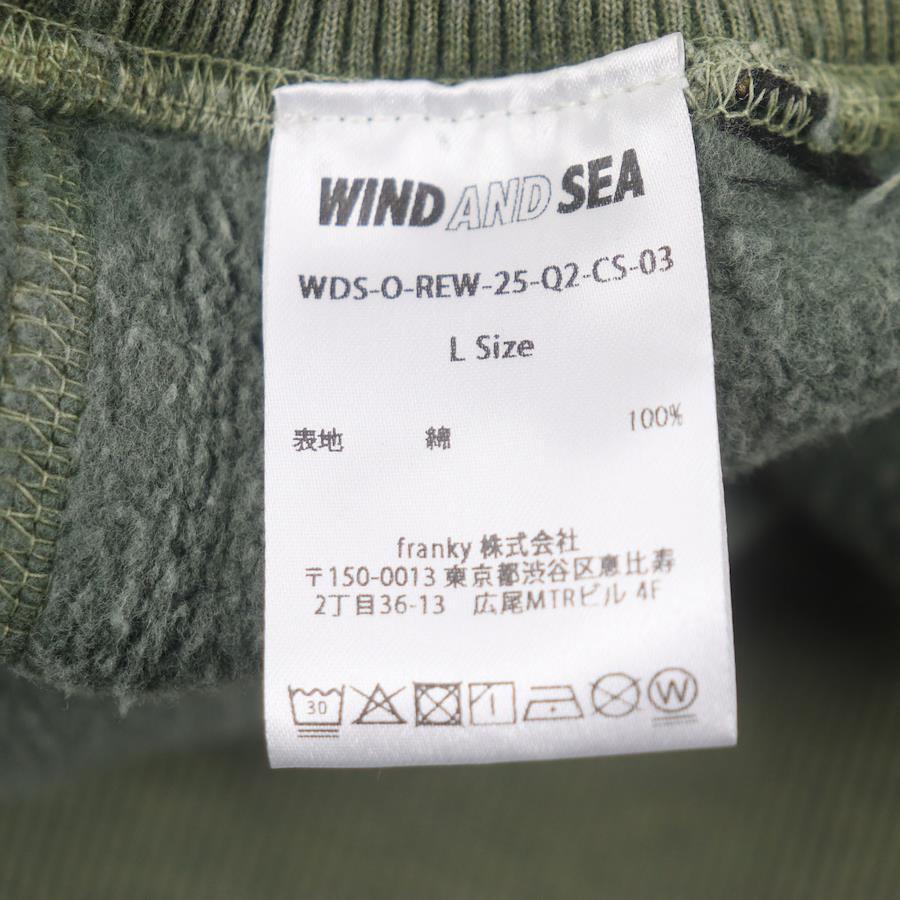 WIND AND SEA
WDS-O-REW-25-Q2-CS-03
L Size
表地 綿 100%
franky 株式会社
〒150-0013 東京都渋谷区恵比寿
2丁目36-13 広尾MTRビル 4F
30 W